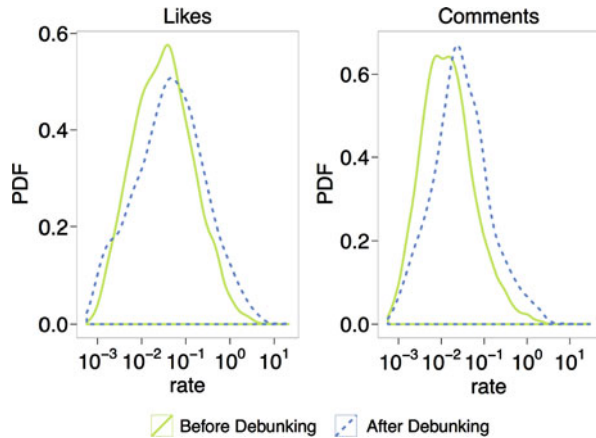 Likes
Comments
0.6
0.4
0.2
0.0
PDF
10⁻³ 10⁻² 10⁻¹ 10⁰ 10¹
rate
0.6
0.4
0.2
0.0
PDF
10⁻³ 10⁻² 10⁻¹ 10⁰ 10¹
rate
Before Debunking
After Debunking